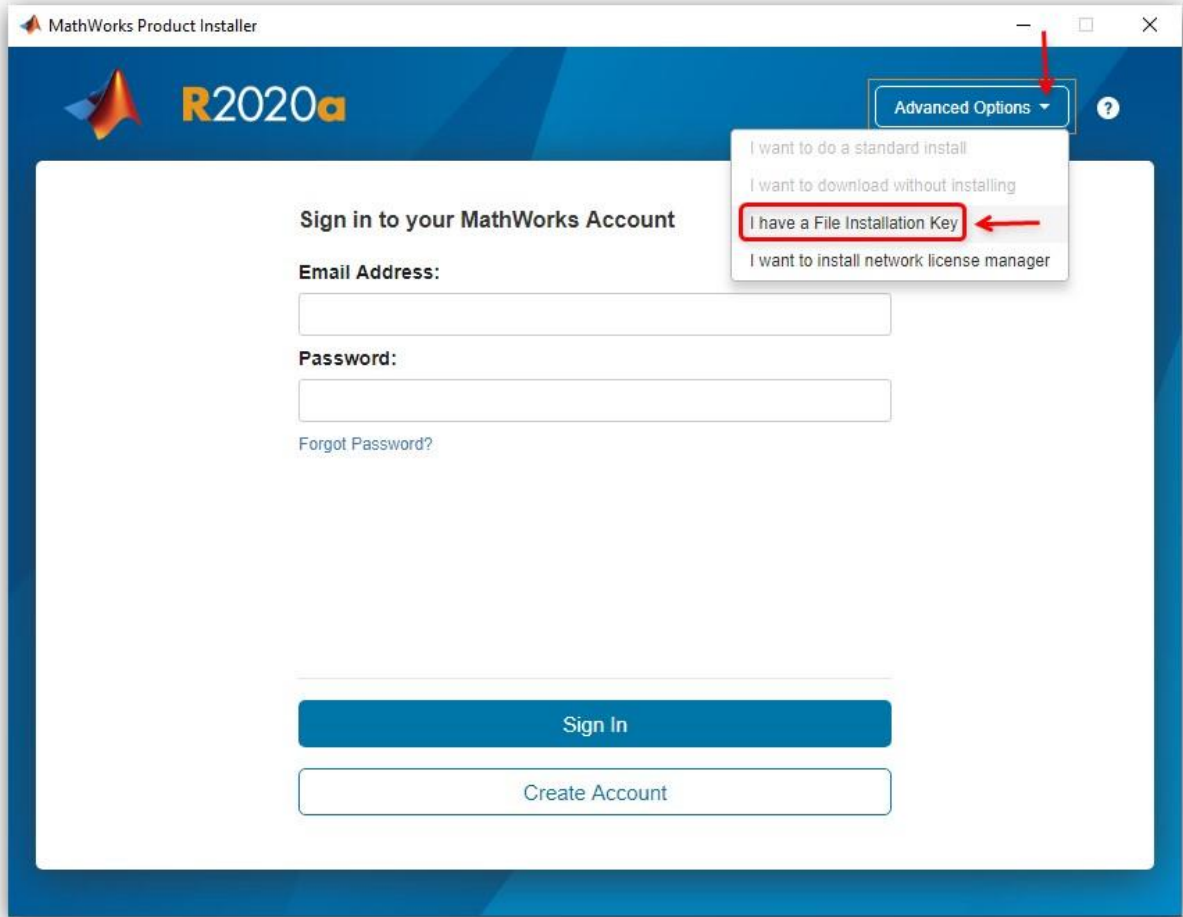 MathWorks Product Installer
R2020a
Advanced Options
?
I want to do a standard install
I want to download without installing
I have a File Installation Key
I want to install network license manager
Sign in to your MathWorks Account
Email Address:
Password:
Forgot Password?
Sign In
Create Account